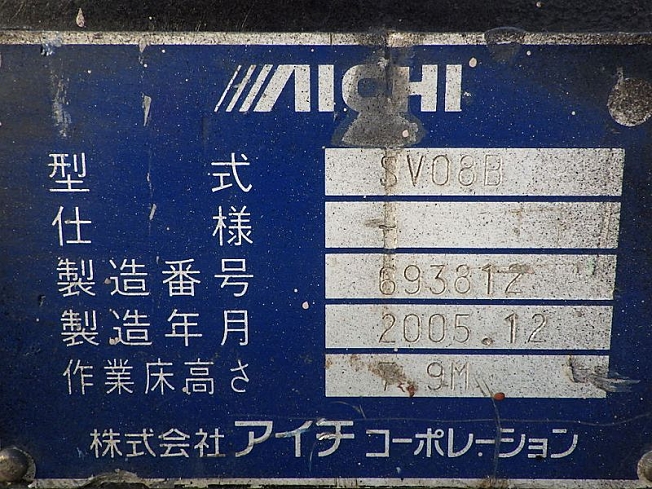 AICHI
型式 SV08B
仕様 -
製造番号 693812
製造年月 2005.12
作業床高さ 7.9M
株式会社アイチコーポレーション